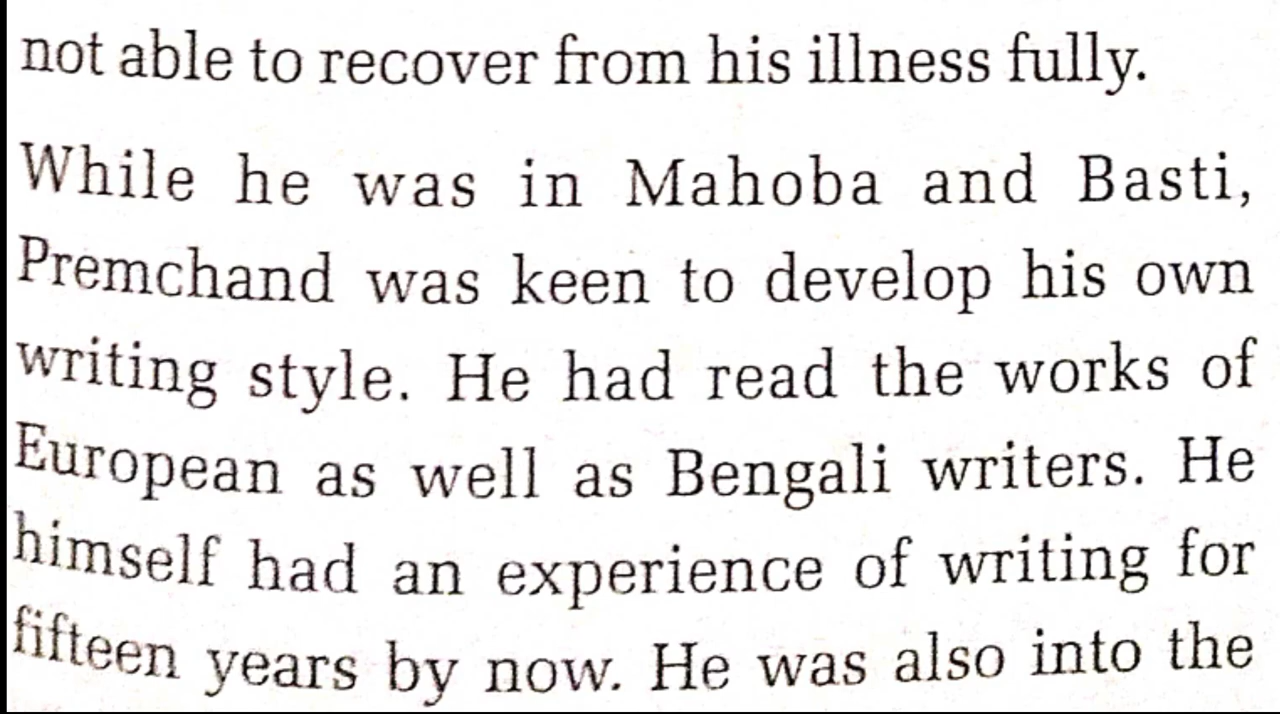 not able to recover from his illness fully.
While he was in Mahoba and Basti,
Premchand was keen to develop his own
writing style. He had read the works of
European as well as Bengali writers. He
himself had an experience of writing for
fifteen years by now. He was also into the